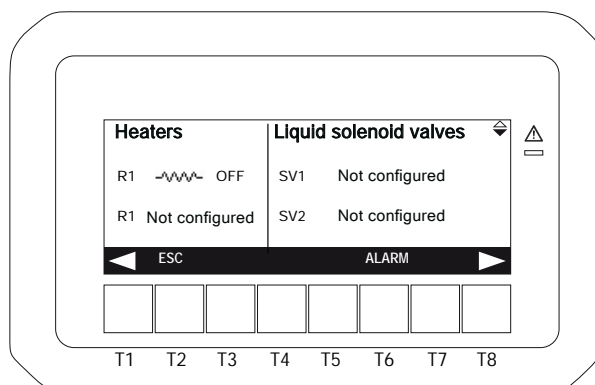 Heaters Liquid solenoid valves
R1 OFF SV1 Not configured
R1 Not configured SV2 Not configured
ESC ALARM
T1 T2 T3 T4 T5 T6 T7 T8